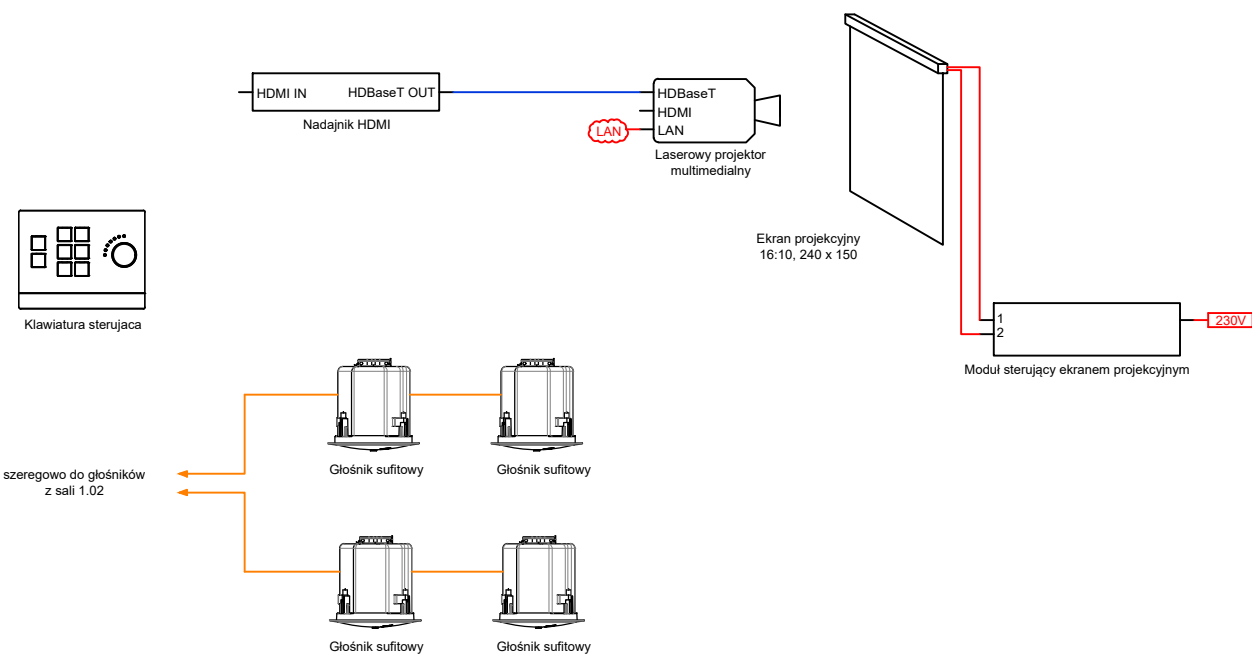 HDMI IN
HDBaseT OUT
Nadajnik HDMI
HDBaseT
HDMI
LAN
LAN
Laserowy projektor
multimedialny
Ekran projekcyjny
16:10, 240 x 150
Klawiatura sterujaca
1
2
230V
Moduł sterujący ekranem projekcyjnym
Głośnik sufitowy
Głośnik sufitowy
szeregowo do głośników
z sali 1.02
Głośnik sufitowy
Głośnik sufitowy